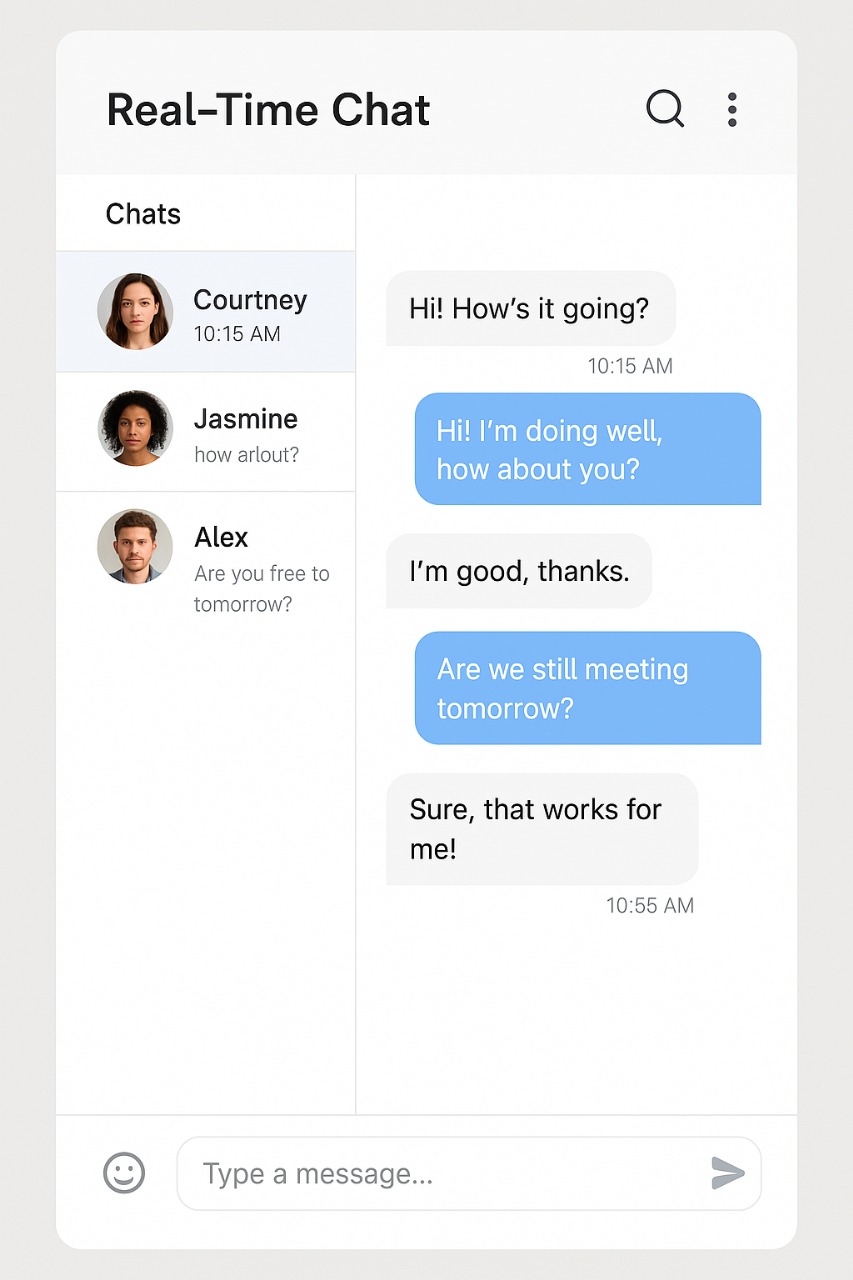 Real–Time Chat
Chats
Courtney
10:15 AM
Jasmine
how arlout?
Alex
Are you free to
tomorrow?
Hi! How’s it going?
10:15 AM
Hi! I’m doing well,
how about you?
I’m good, thanks.
Are we still meeting
tomorrow?
Sure, that works for
me!
10:55 AM
Type a message...